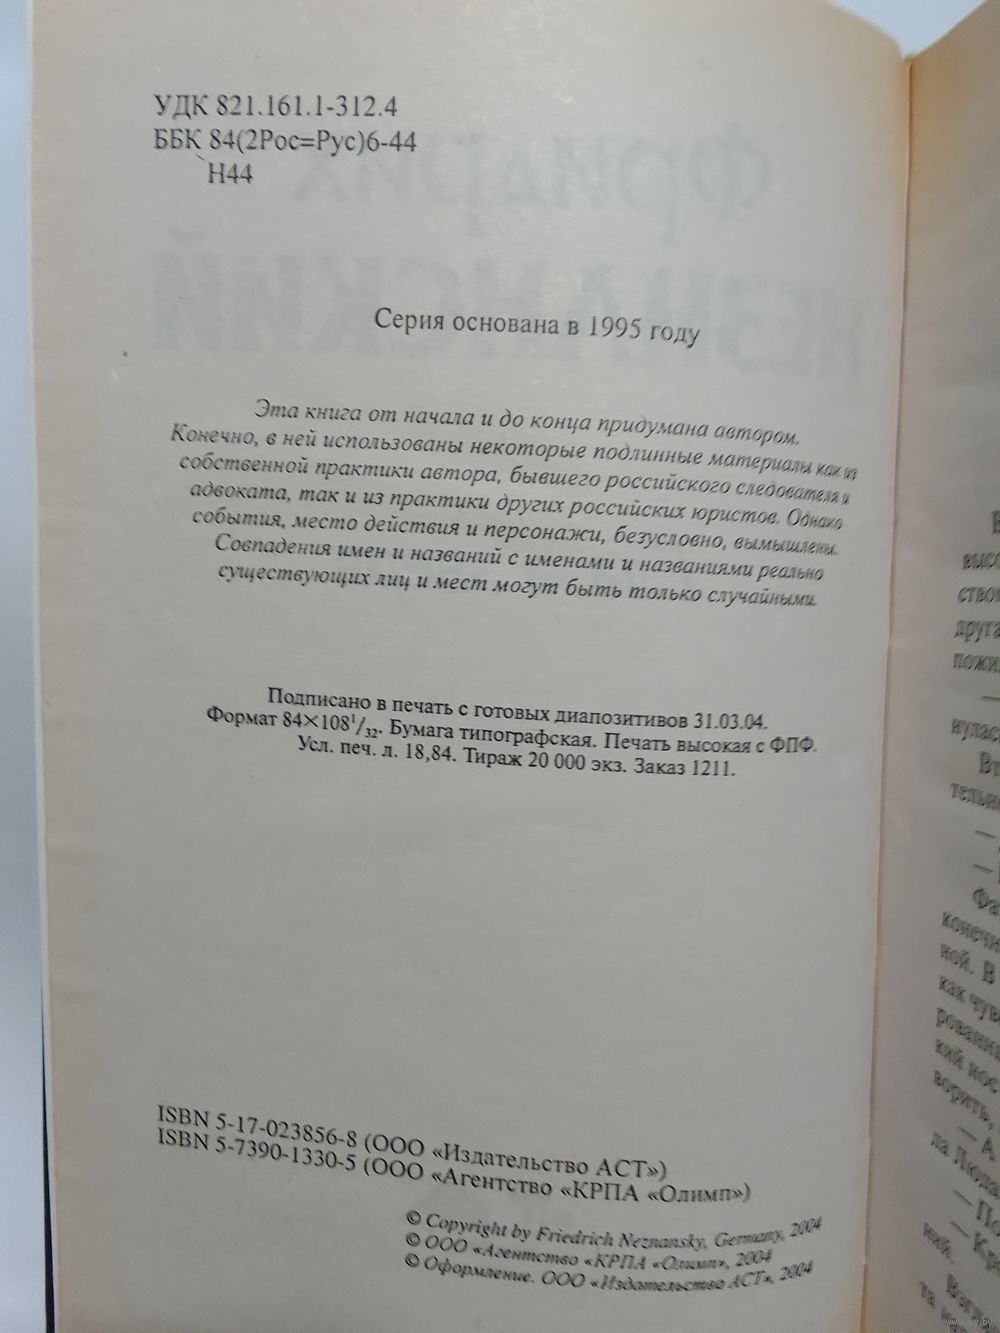 УДК 821.161.1-312.4
ББК 84(2Рос=Рус)6-44
Н44
Серия основана в 1995 году
Эта книга от начала и до конца придумана автором.
Конечно, в ней использованы некоторые подлинные материалы как из
собственной практики автора, бывшего российского следователя и
адвоката, так и из практики других российских юристов. Однако
события, место действия и персонажи, безусловно, вымышлены.
Совпадения имен и названий с именами и названиями реально
существующих лиц и мест могут быть только случайными.
Подписано в печать с готовых диапозитивов 31.03.04.
Формат 84×108¹/₃₂. Бумага типографская. Печать высокая с ФПФ.
Усл. печ. л. 18,84. Тираж 20 000 экз. Заказ 1211.
ISBN 5-17-023856-8 (ООО «Издательство АСТ»)
ISBN 5-7390-1330-5 (ООО «Агентство «КРПА «Олимп»)
© Copyright by Friedrich Neznansky, Germany, 2004
© ООО «Агентство «КРПА «Олимп», 2004
© Оформление. ООО «Издательство АСТ», 2004